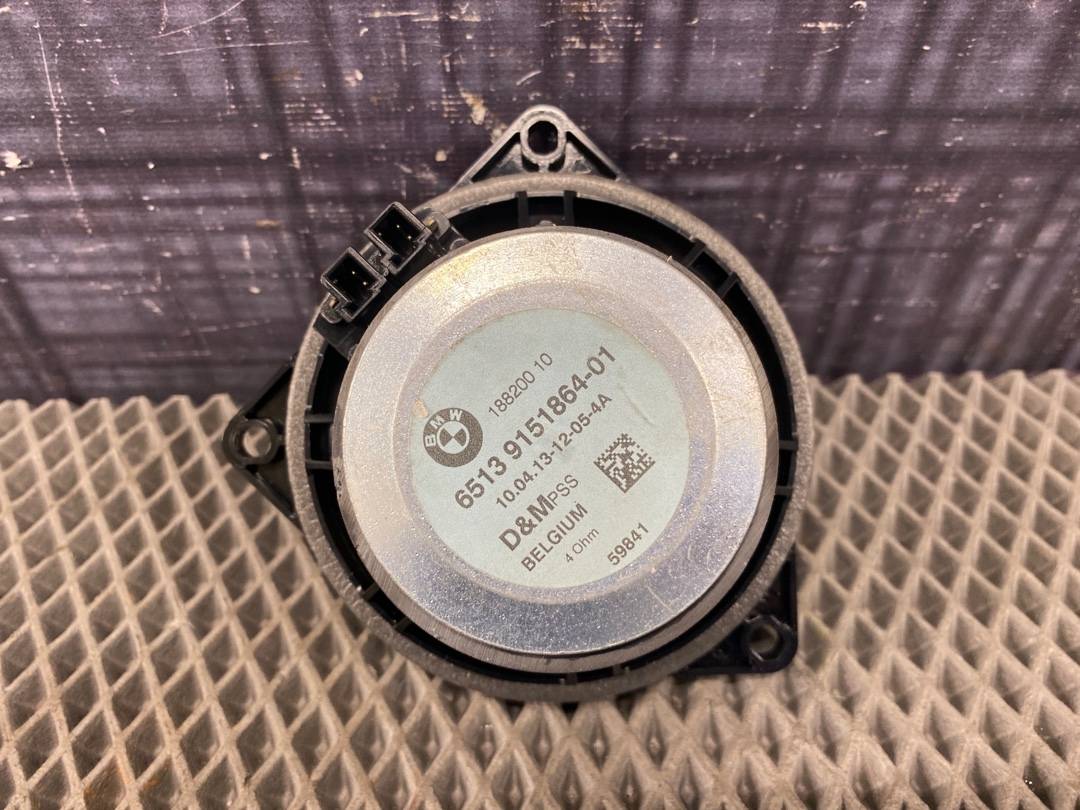 BMW
188200 10
6513 9151864-01
10.04.13-12-05-4A
D&MPSS
BELGIUM
4 Ohm
59841